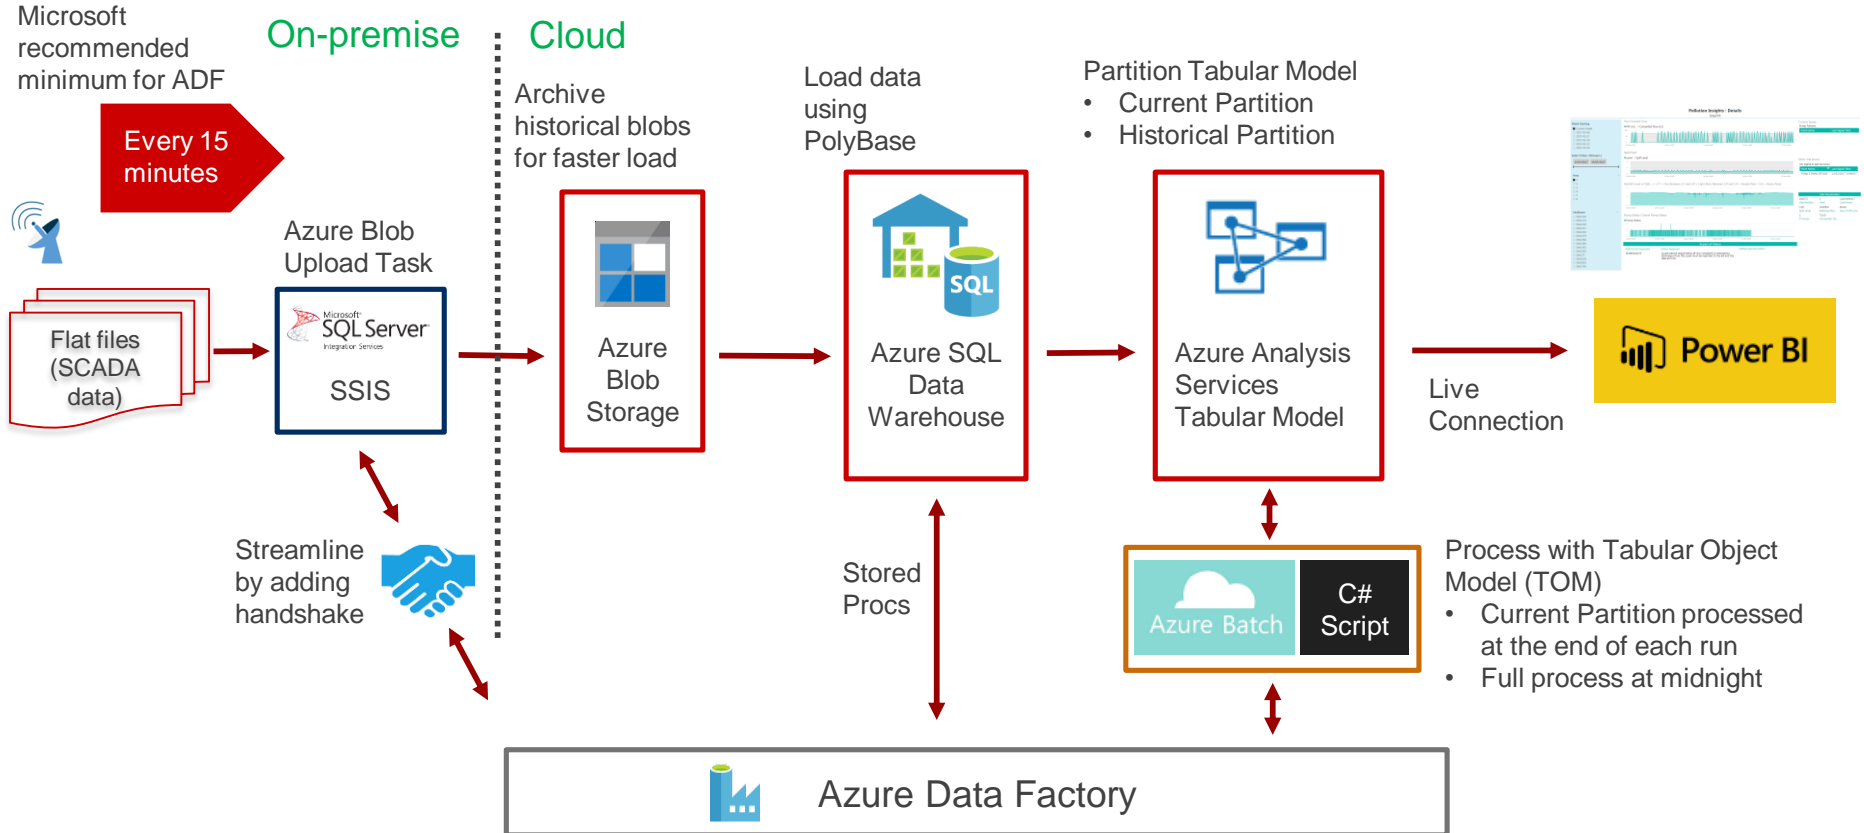 Microsoft
recommended
minimum for ADF
On-premise
Cloud
Every 15
minutes
Archive
historical blobs
for faster load
Load data
using
PolyBase
Partition Tabular Model
• Current Partition
• Historical Partition
Pollution Insights : Details
Azure Blob
Upload Task
Flat files
(SCADA
data)
Microsoft
SQL Server
Integration Services
SSIS
Azure
Blob
Storage
SQL
Azure SQL
Data
Warehouse
Azure Analysis
Services
Tabular Model
Live
Connection
Power BI
Streamline
by adding
handshake
Stored
Procs
Azure Batch
C#
Script
Process with Tabular Object
Model (TOM)
• Current Partition processed
at the end of each run
• Full process at midnight
Azure Data Factory